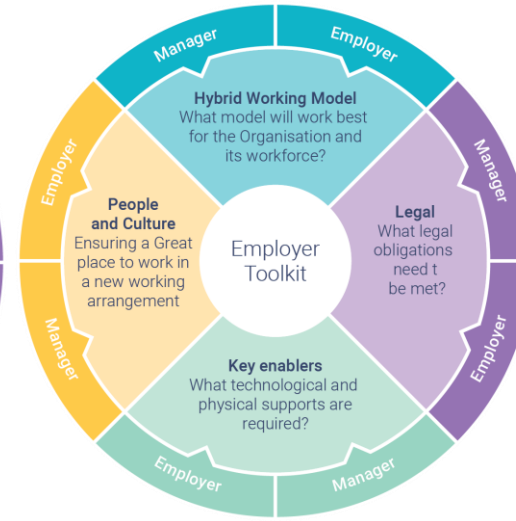 Manager
Employer
Hybrid Working Model
What model will work best
for the Organisation and
its workforce?
Employer
Manager
People
and Culture
Ensuring a Great
place to work in
a new working
arrangement
Employer
Toolkit
Legal
What legal
obligations
need t
be met?
Manager
Employer
Key enablers
What technological and
physical supports are
required?
Employer
Manager